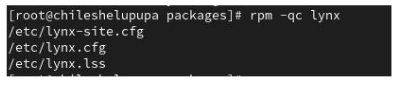 [root@chileshelupupa packages]# rpm -qc lynx
/etc/lynx-site.cfg
/etc/lynx.cfg
/etc/lynx.lss